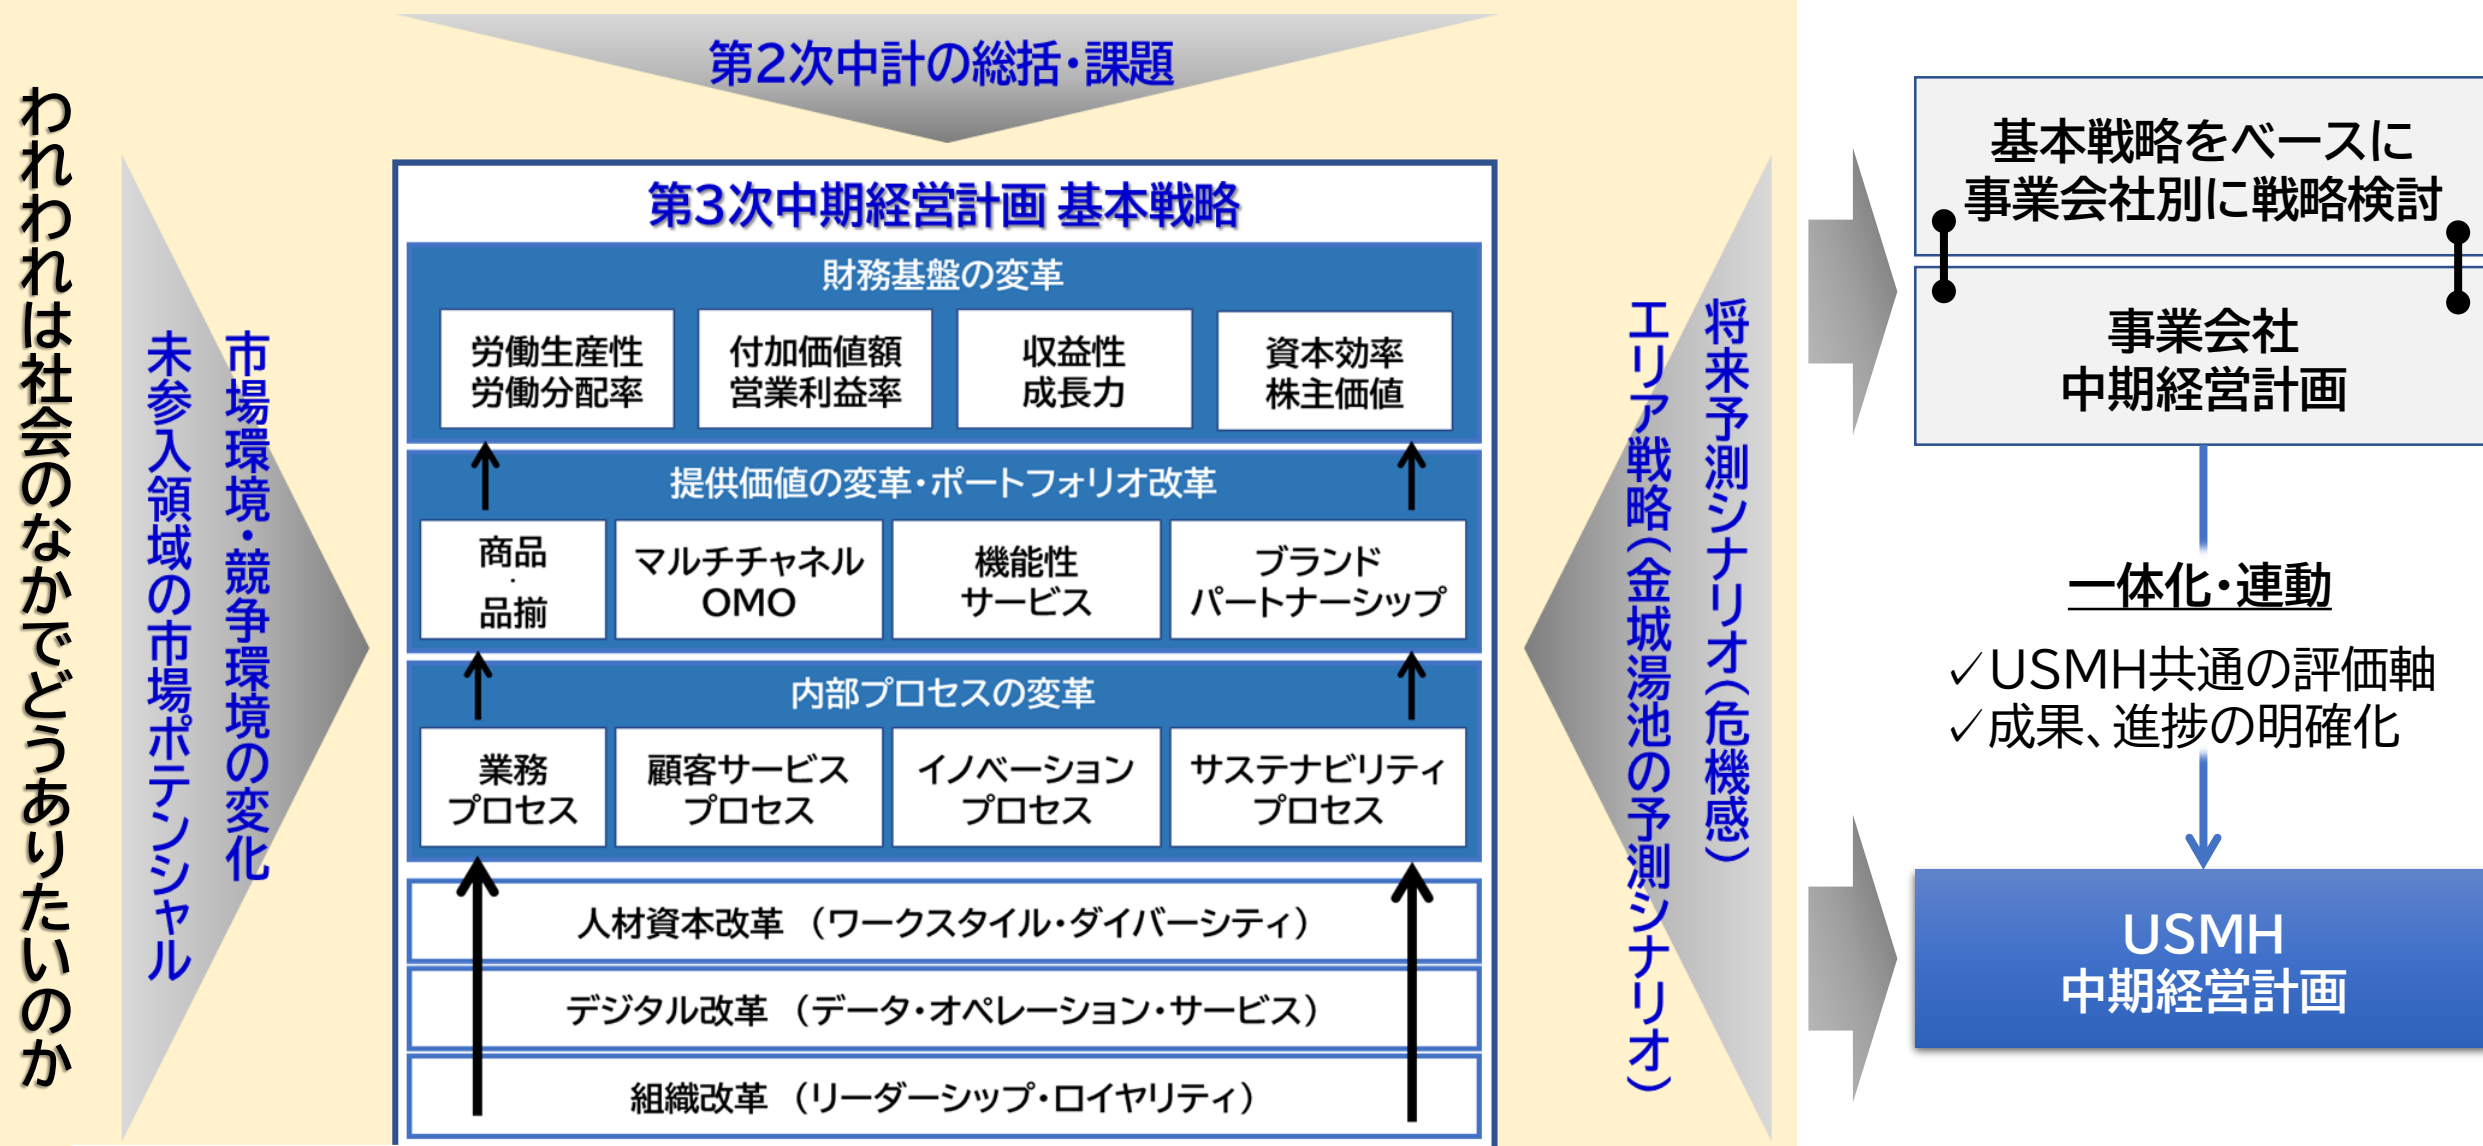 われわれは社会のなかでどうありたいのか
第2次中計の総括・課題
市場環境・競争環境の変化
未参入領域の市場ポテンシャル
第3次中期経営計画 基本戦略
財務基盤の変革
労働生産性
労働分配率
付加価値額
営業利益率
収益性
成長力
資本効率
株主価値
提供価値の変革・ポートフォリオ改革
商品
・
品揃
マルチチャネル
OMO
機能性
サービス
ブランド
パートナーシップ
内部プロセスの変革
業務
プロセス
顧客サービス
プロセス
イノベーション
プロセス
サステナビリティ
プロセス
人材資本改革 （ワークスタイル・ダイバーシティ）
デジタル改革 （データ・オペレーション・サービス）
組織改革 （リーダーシップ・ロイヤリティ）
将来予測シナリオ（危機感）
エリア戦略（金城湯池の予測シナリオ）
基本戦略をベースに
事業会社別に戦略検討
事業会社
中期経営計画
一体化・連動
✓USMH共通の評価軸
✓成果、進捗の明確化
USMH
中期経営計画